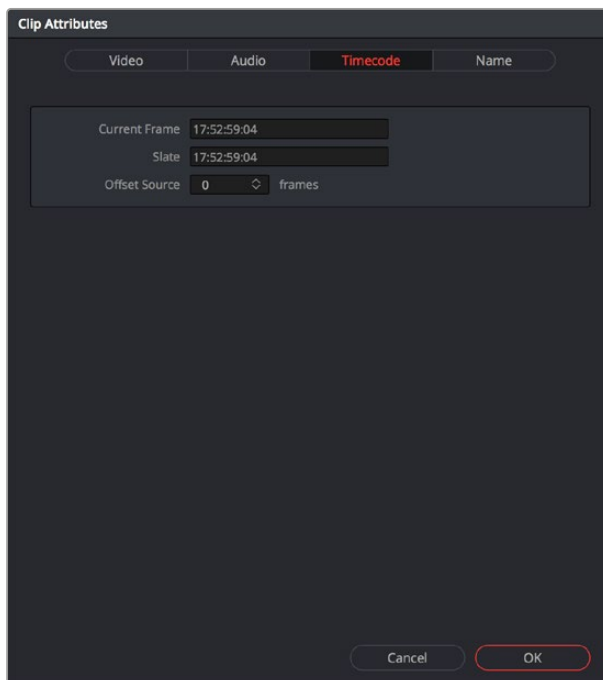 Clip Attributes
Video Audio Timecode Name
Current Frame 17:52:59:04
Slate 17:52:59:04
Offset Source 0 frames
Cancel OK